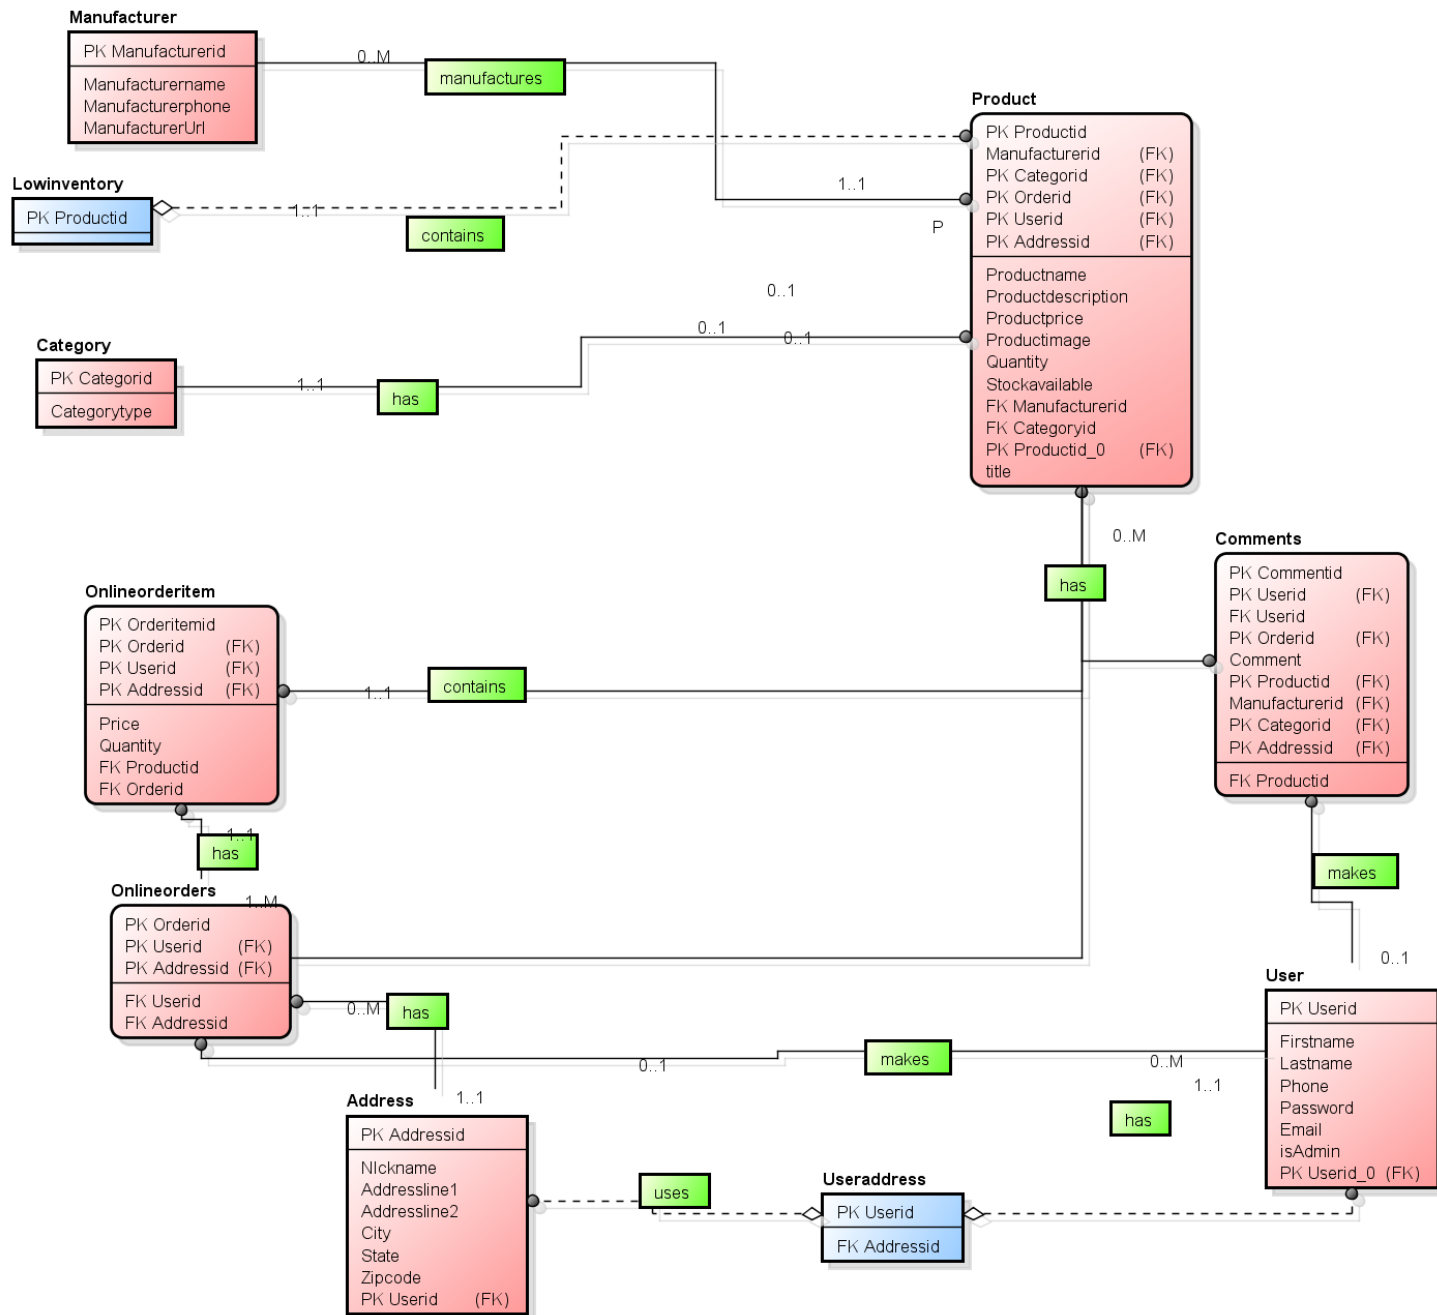 Manufacturer
PK Manufacturerid
Manufacturername
Manufacturerphone
ManufacturerUrl
0..M
manufactures
Lowinventory
PK Productid
1..1
contains
1..1
P
Product
PK Productid
Manufacturerid (FK)
PK Categorid (FK)
PK Orderid (FK)
PK Userid (FK)
PK Addressid (FK)
Productname
Productdescription
Productprice
Productimage
Quantity
Stockavailable
FK Manufacturerid
FK Categoryid
PK Productid_0 (FK)
title
0..1
0..1
0..1
Category
PK Categorid
Categorytype
1..1
has
0..M
has
Comments
PK Commentid
PK Userid (FK)
FK Userid
PK Orderid (FK)
Comment
PK Productid (FK)
Manufacturerid (FK)
PK Categorid (FK)
PK Addressid (FK)
FK Productid
Onlineorderitem
PK Orderitemid
PK Orderid (FK)
PK Userid (FK)
PK Addressid (FK)
Price
Quantity
FK Productid
FK Orderid
1..1
contains
1..1
has
makes
Onlineorders
1..M
PK Orderid
PK Userid (FK)
PK Addressid (FK)
FK Userid
FK Addressid
0..M
has
0..1
makes
0..M
1..1
has
0..1
User
PK Userid
Firstname
Lastname
Phone
Password
Email
isAdmin
PK Userid_0 (FK)
1..1
Address
PK Addressid
NIckname
Addressline1
Addressline2
City
State
Zipcode
PK Userid (FK)
uses
Useraddress
PK Userid
FK Addressid